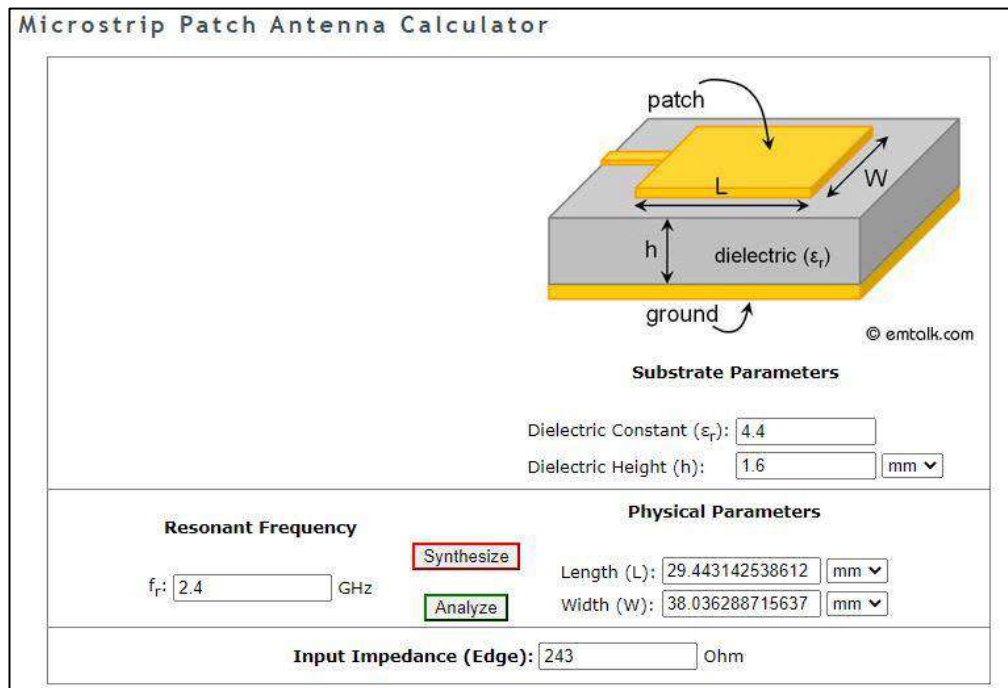 Microstrip Patch Antenna Calculator
patch
L
W
h
dielectric (εr)
ground
© emtalk.com
Substrate Parameters
Dielectric Constant (εr): 4.4
Dielectric Height (h): 1.6 mm
Physical Parameters
Resonant Frequency
Synthesize
Length (L): 29.443142538612 mm
fr: 2.4 GHz
Analyze
Width (W): 38.036288715637 mm
Input Impedance (Edge): 243 Ohm